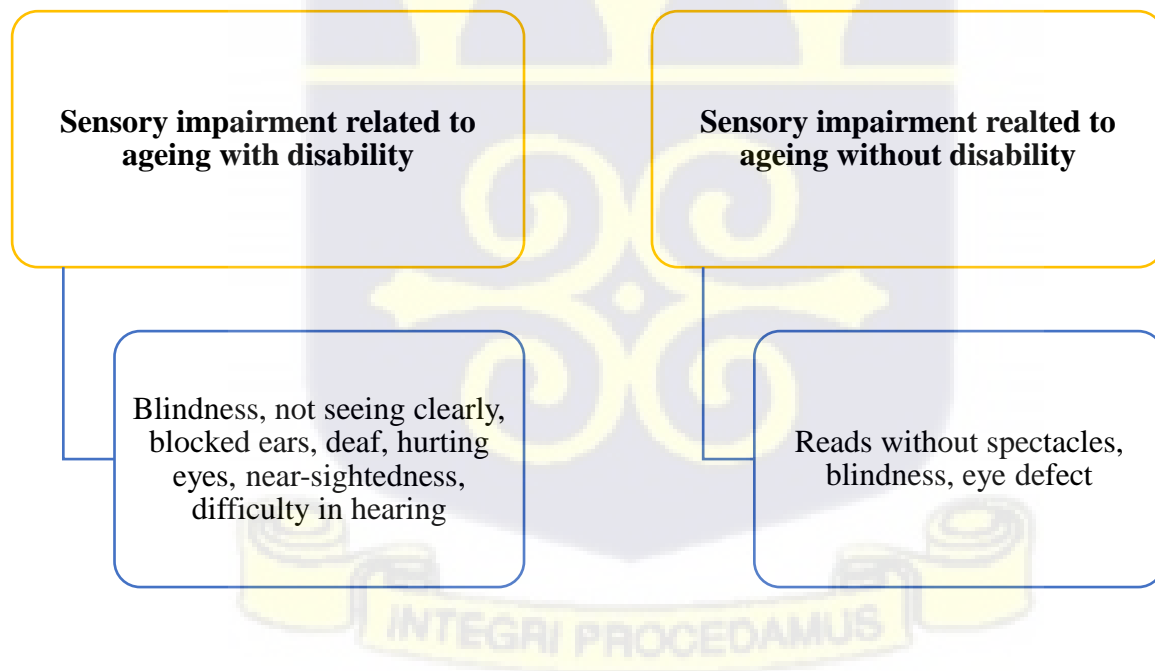 Sensory impairment related to
ageing with disability
Sensory impairment realted to
ageing without disability
Blindness, not seeing clearly,
blocked ears, deaf, hurting
eyes, near-sightedness,
difficulty in hearing
Reads without spectacles,
blindness, eye defect
INTEGRI PROCEDAMUS